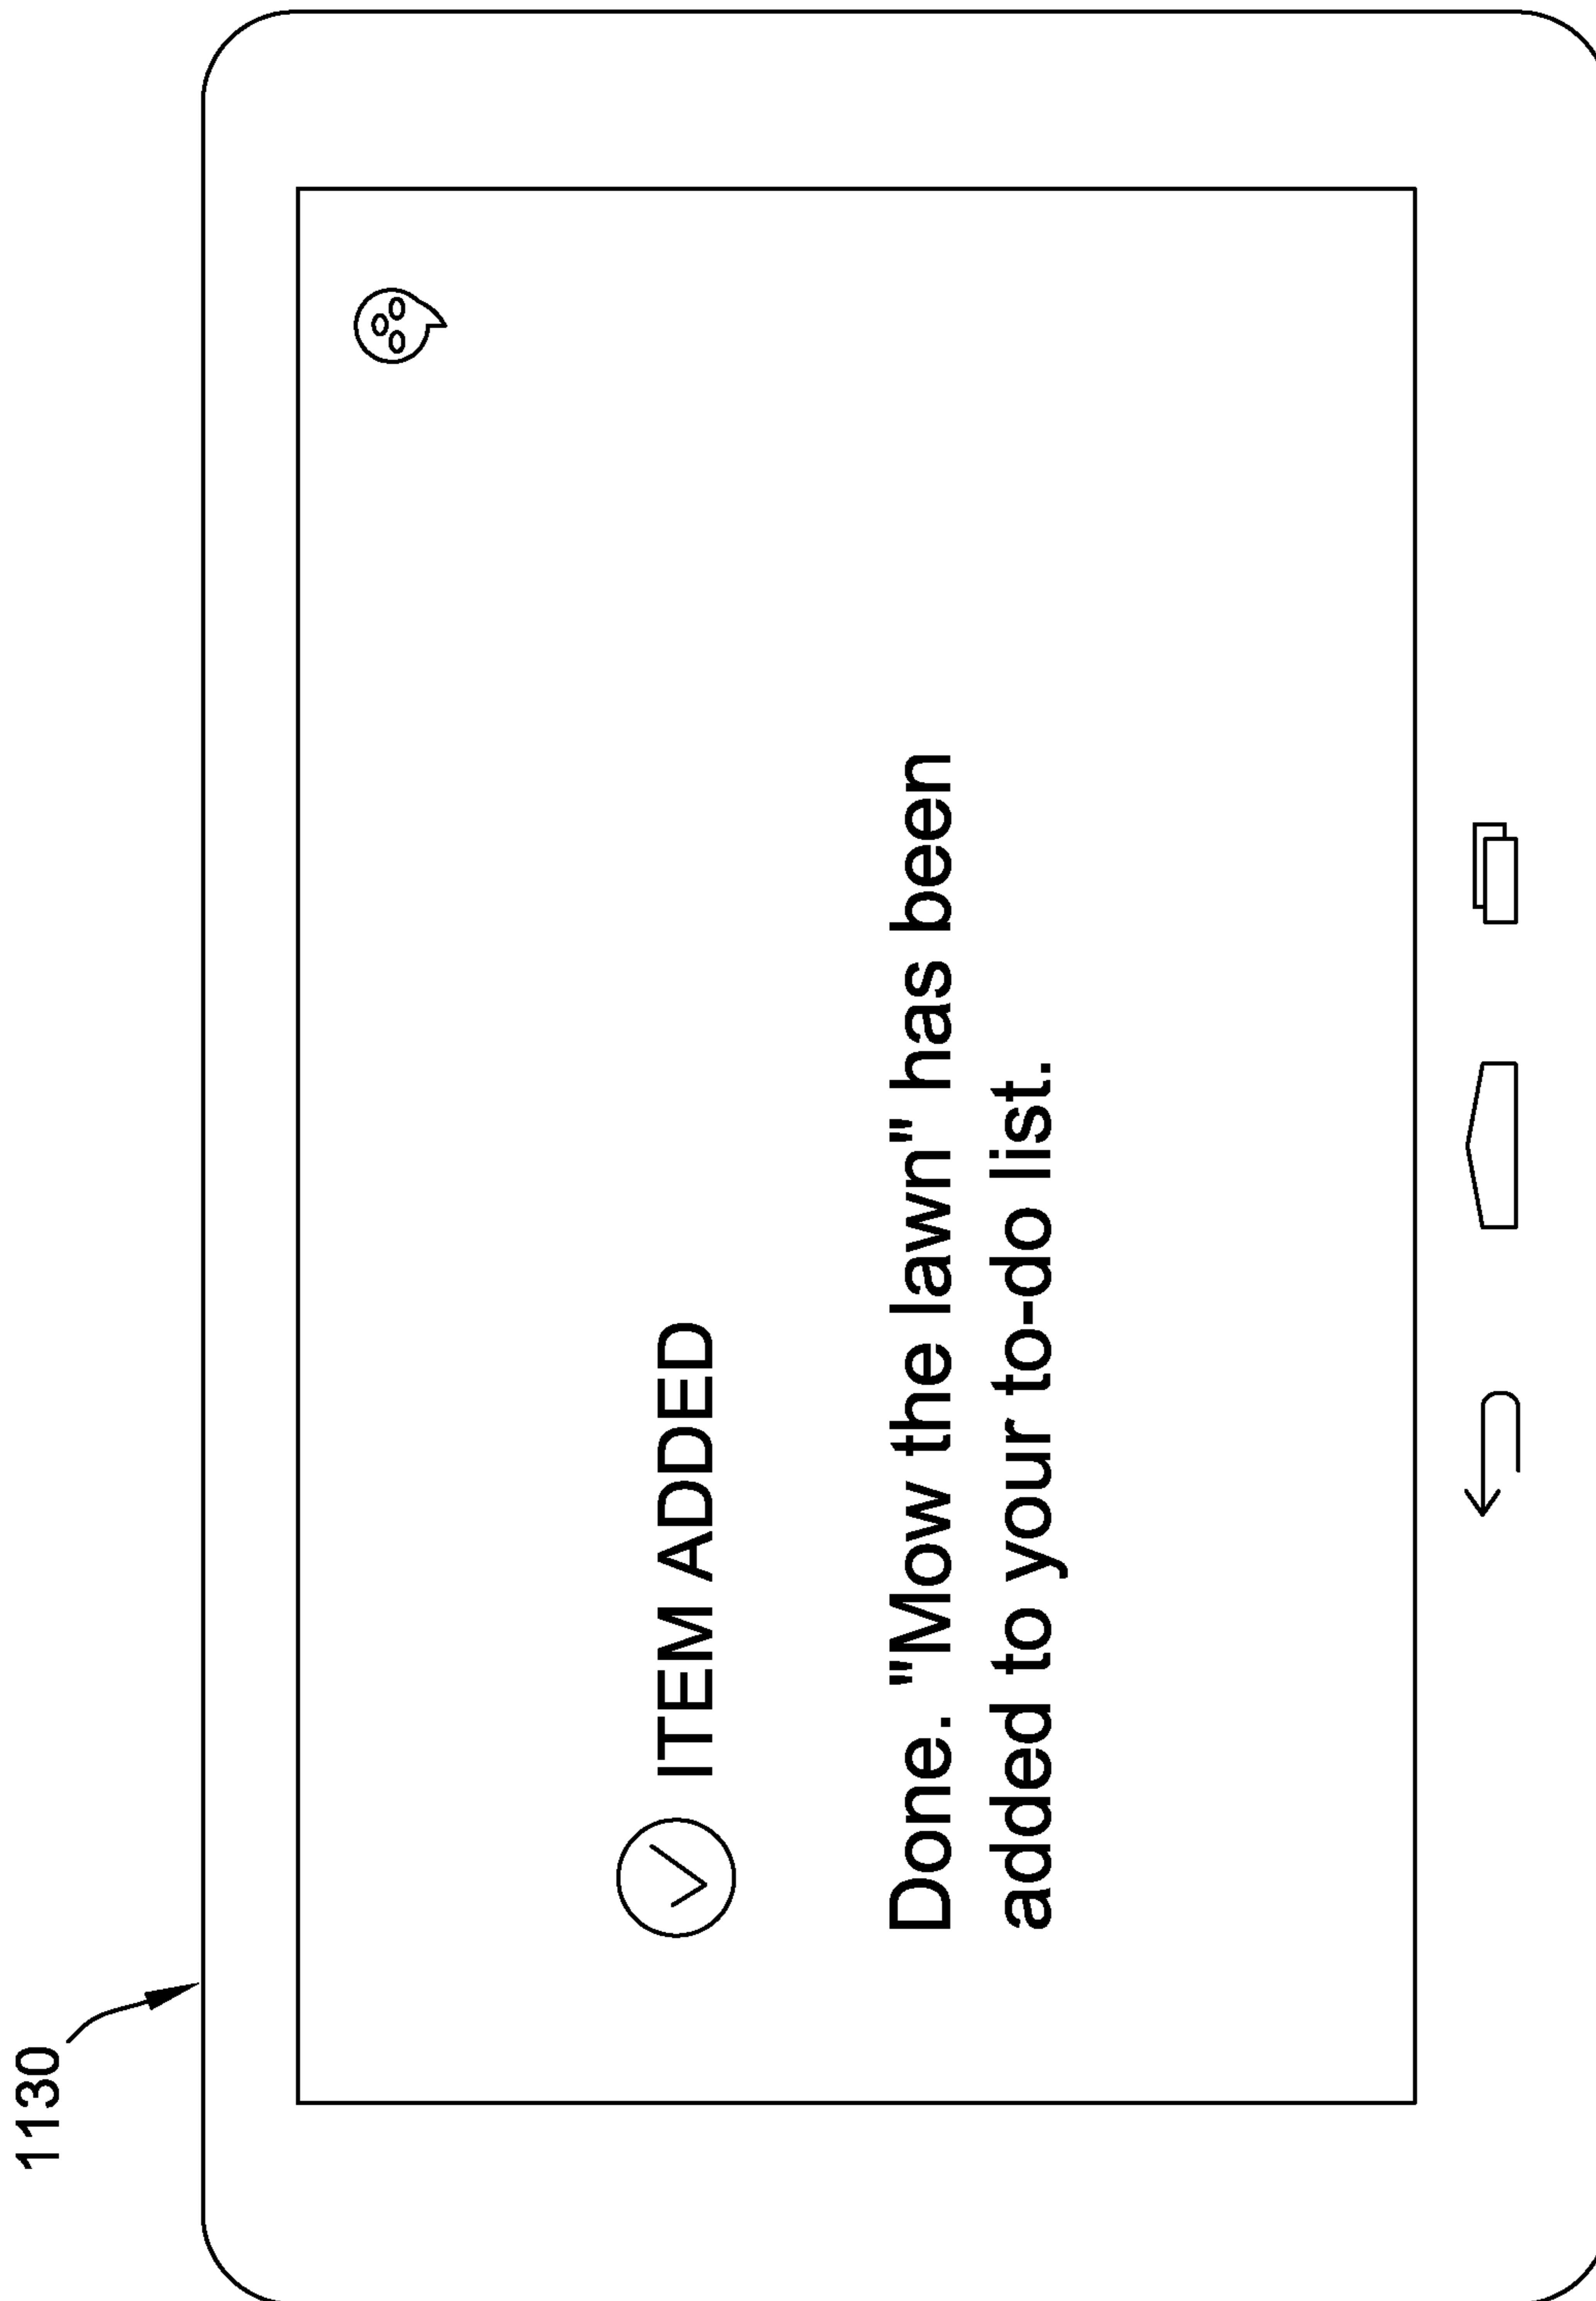 1130
ITEM ADDED
Done. "Mow the lawn" has been
added to your to-do list.